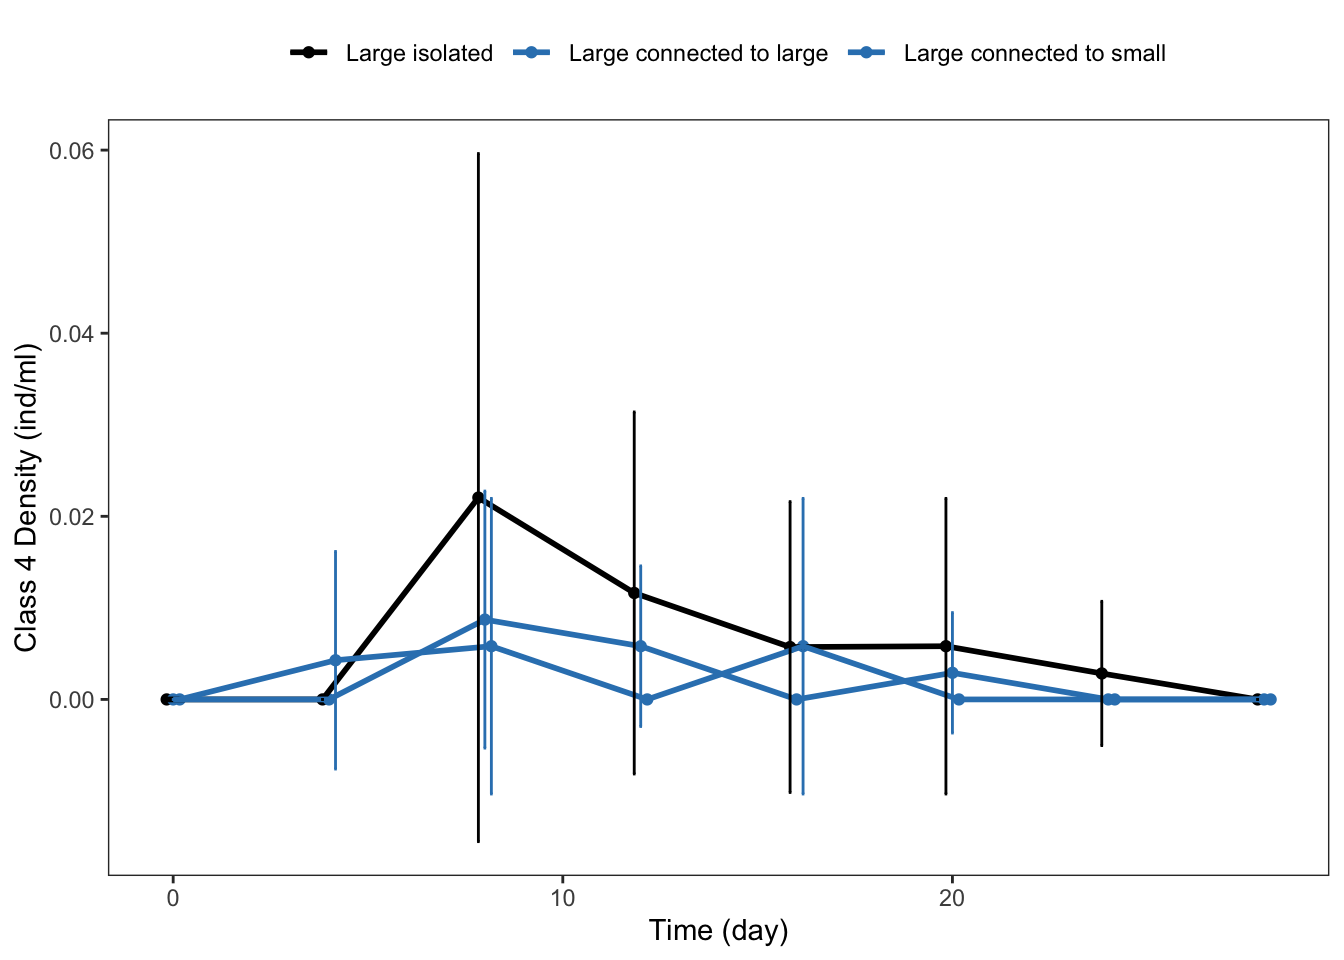 Large isolated Large connected to large Large connected to small
Class 4 Density (ind/ml)
0.06
0.04
0.02
0.00
0 10 20
Time (day)